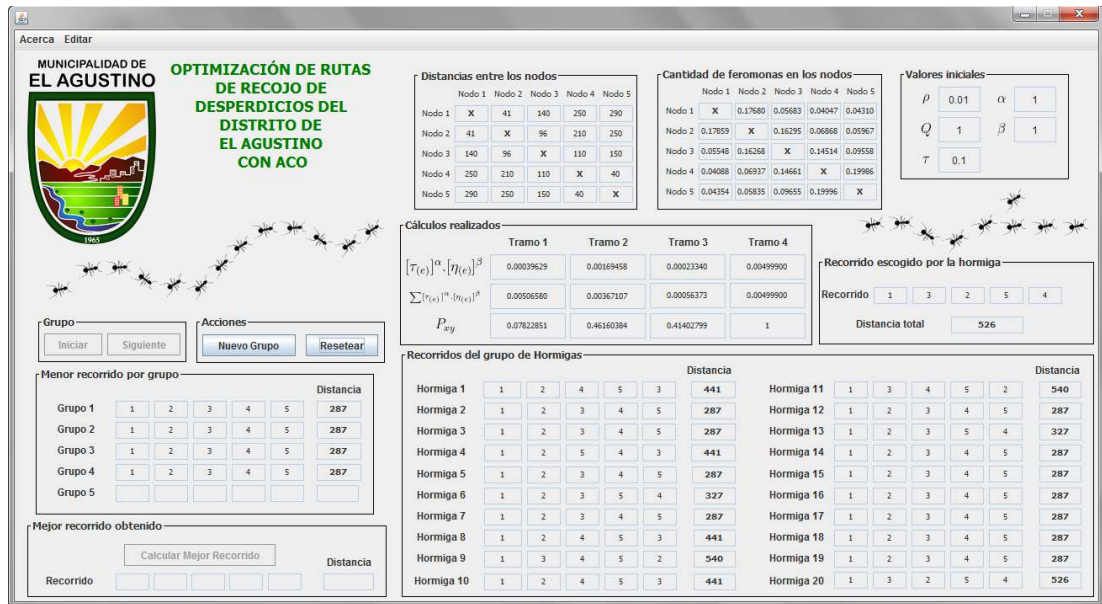 Acerca Editar
MUNICIPALIDAD DE
EL AGUSTINO
1965
OPTIMIZACIÓN DE RUTAS
DE RECOJO DE
DESPERDICIOS DEL
DISTRITO DE
EL AGUSTINO
CON ACO
Distancias entre los nodos
Nodo 1 Nodo 2 Nodo 3 Nodo 4 Nodo 5
Nodo 1 X 41 140 250 290
Nodo 2 41 X 96 210 250
Nodo 3 140 96 X 110 150
Nodo 4 250 210 110 X 40
Nodo 5 290 250 150 40 X
Cantidad de feromonas en los nodos
Nodo 1 Nodo 2 Nodo 3 Nodo 4 Nodo 5
Nodo 1 X 0.17680 0.05683 0.04047 0.04310
Nodo 2 0.17859 X 0.16295 0.06868 0.05967
Nodo 3 0.05548 0.16268 X 0.14514 0.09558
Nodo 4 0.04088 0.06937 0.14661 X 0.19986
Nodo 5 0.04354 0.05835 0.09655 0.19996 X
Valores iniciales
ρ 0.01 α 1
Q 1 β 1
τ 0.1
Cálculos realizados
Tramo 1 Tramo 2 Tramo 3 Tramo 4
[τ(e)]^α.[η(e)]^β 0.00039629 0.00169458 0.00023340 0.00499900
∑[τ(e)]^α.[η(e)]^β 0.00506580 0.00367107 0.00056373 0.00499900
Pxy 0.07822851 0.46160384 0.41402799 1
Recorrido escogido por la hormiga
Recorrido 1 3 2 5 4
Distancia total 526
Grupo
Iniciar Siguiente
Acciones
Nuevo Grupo Resetear
Menor recorrido por grupo
Distancia
Grupo 1 1 2 3 4 5 287
Grupo 2 1 2 3 4 5 287
Grupo 3 1 2 3 4 5 287
Grupo 4 1 2 3 4 5 287
Grupo 5
Mejor recorrido obtenido
Calcular Mejor Recorrido
Distancia
Recorrido
Recorridos del grupo de Hormigas
Distancia
Hormiga 1 1 2 4 5 3 441
Hormiga 2 1 2 3 4 5 287
Hormiga 3 1 2 3 4 5 287
Hormiga 4 1 2 5 4 3 441
Hormiga 5 1 2 3 4 5 287
Hormiga 6 1 2 3 5 4 327
Hormiga 7 1 2 3 4 5 287
Hormiga 8 1 2 4 5 3 441
Hormiga 9 1 3 4 5 2 540
Hormiga 10 1 2 4 5 3 441
Distancia
Hormiga 11 1 3 4 5 2 540
Hormiga 12 1 2 3 4 5 287
Hormiga 13 1 2 3 5 4 327
Hormiga 14 1 2 3 4 5 287
Hormiga 15 1 2 3 4 5 287
Hormiga 16 1 2 3 4 5 287
Hormiga 17 1 2 3 4 5 287
Hormiga 18 1 2 3 4 5 287
Hormiga 19 1 2 3 4 5 287
Hormiga 20 1 3 2 5 4 526